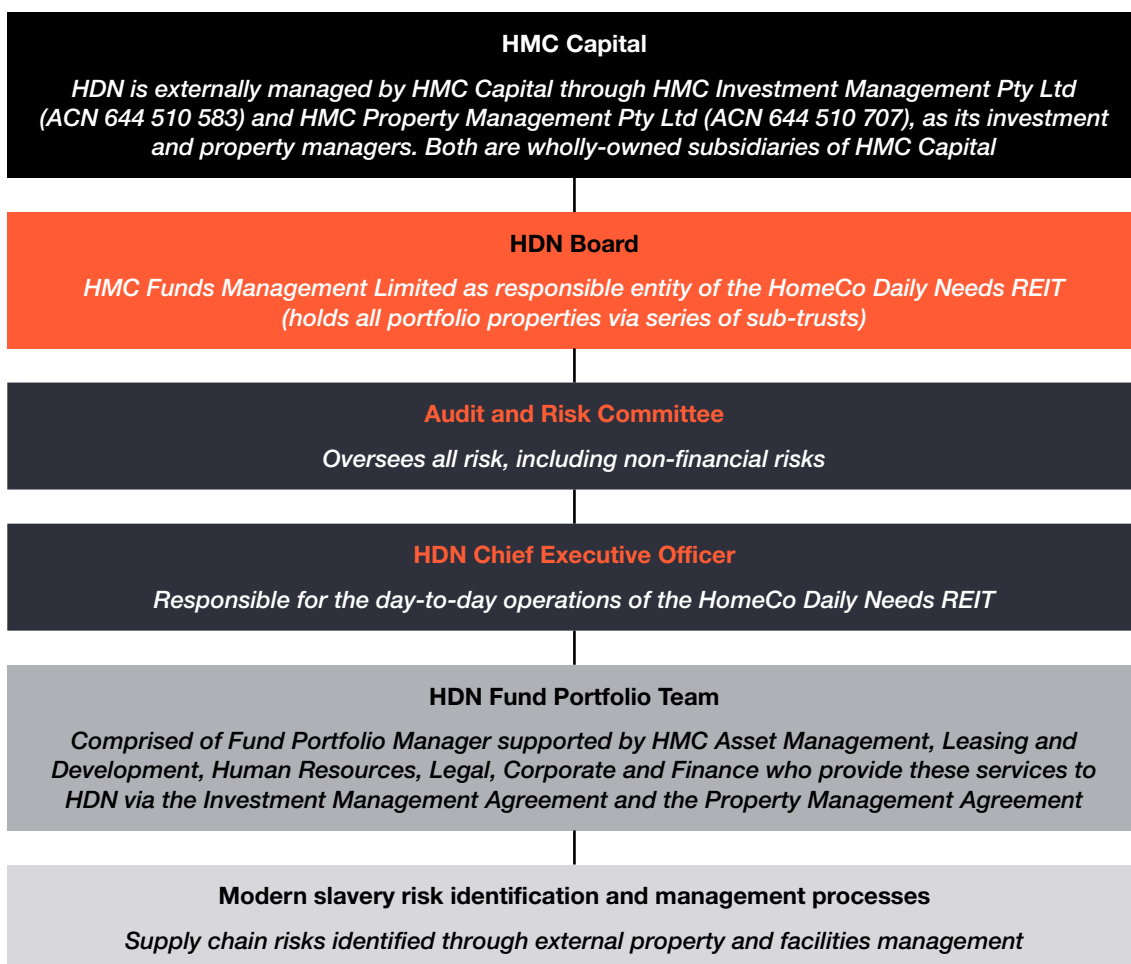 HMC Capital
HDN is externally managed by HMC Capital through HMC Investment Management Pty Ltd
(ACN 644 510 583) and HMC Property Management Pty Ltd (ACN 644 510 707), as its investment
and property managers. Both are wholly-owned subsidiaries of HMC Capital
HDN Board
HMC Funds Management Limited as responsible entity of the HomeCo Daily Needs REIT
(holds all portfolio properties via series of sub-trusts)
Audit and Risk Committee
Oversees all risk, including non-financial risks
HDN Chief Executive Officer
Responsible for the day-to-day operations of the HomeCo Daily Needs REIT
HDN Fund Portfolio Team
Comprised of Fund Portfolio Manager supported by HMC Asset Management, Leasing and
Development, Human Resources, Legal, Corporate and Finance who provide these services to
HDN via the Investment Management Agreement and the Property Management Agreement
Modern slavery risk identification and management processes
Supply chain risks identified through external property and facilities management